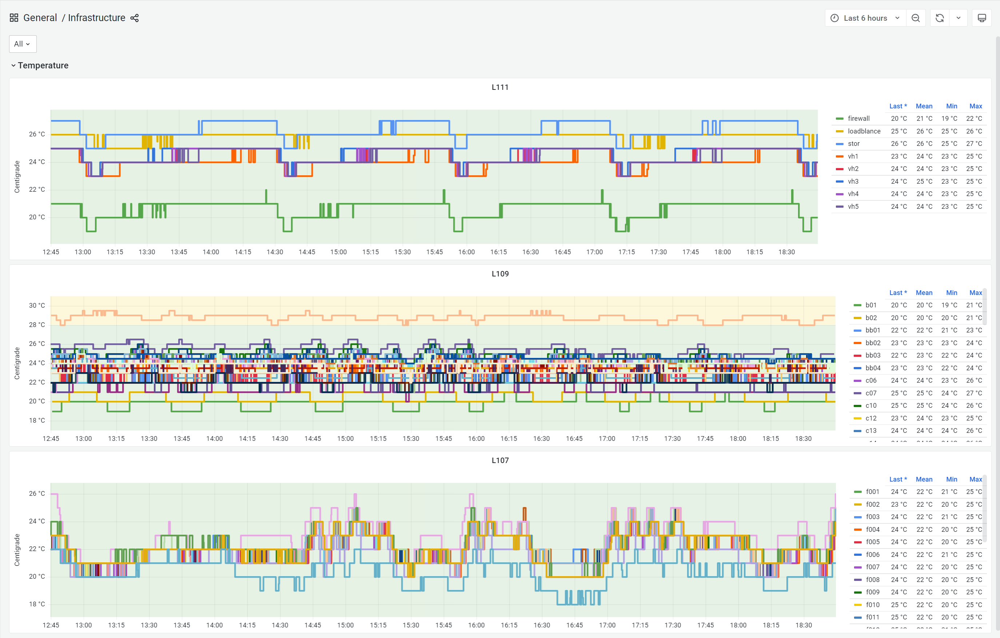 General / Infrastructure
Last 6 hours
All
Temperature
L111
Last * Mean Min Max
firewall 20 °C 21 °C 19 °C 22 °C
loadblance 25 °C 26 °C 25 °C 26 °C
stor 26 °C 26 °C 25 °C 27 °C
vh1 23 °C 24 °C 23 °C 25 °C
vh2 24 °C 24 °C 23 °C 25 °C
vh3 24 °C 25 °C 23 °C 25 °C
vh4 24 °C 24 °C 23 °C 25 °C
vh5 24 °C 24 °C 23 °C 25 °C
Centigrade
26 °C
24 °C
22 °C
20 °C
12:45 13:00 13:15 13:30 13:45 14:00 14:15 14:30 14:45 15:00 15:15 15:30 15:45 16:00 16:15 16:30 16:45 17:00 17:15 17:30 17:45 18:00 18:15 18:30
L109
Last * Mean Min Max
b01 20 °C 20 °C 19 °C 21 °C
b02 20 °C 20 °C 20 °C 21 °C
bb01 22 °C 22 °C 21 °C 23 °C
bb02 23 °C 23 °C 23 °C 24 °C
bb03 22 °C 23 °C 22 °C 24 °C
bb04 23 °C 23 °C 22 °C 24 °C
c06 24 °C 24 °C 23 °C 26 °C
c07 25 °C 25 °C 24 °C 27 °C
c10 25 °C 25 °C 24 °C 26 °C
c12 23 °C 24 °C 23 °C 25 °C
c13 24 °C 24 °C 24 °C 26 °C
Centigrade
30 °C
28 °C
26 °C
24 °C
22 °C
20 °C
18 °C
12:45 13:00 13:15 13:30 13:45 14:00 14:15 14:30 14:45 15:00 15:15 15:30 15:45 16:00 16:15 16:30 16:45 17:00 17:15 17:30 17:45 18:00 18:15 18:30
L107
Last * Mean Min Max
f001 24 °C 22 °C 21 °C 25 °C
f002 23 °C 22 °C 20 °C 25 °C
f003 24 °C 22 °C 21 °C 25 °C
f004 24 °C 22 °C 20 °C 25 °C
f005 24 °C 22 °C 20 °C 25 °C
f006 24 °C 22 °C 21 °C 25 °C
f007 24 °C 22 °C 20 °C 25 °C
f008 24 °C 22 °C 20 °C 25 °C
f009 24 °C 22 °C 20 °C 25 °C
f010 25 °C 22 °C 20 °C 25 °C
f011 25 °C 22 °C 20 °C 25 °C
Centigrade
26 °C
24 °C
22 °C
20 °C
18 °C
12:45 13:00 13:15 13:30 13:45 14:00 14:15 14:30 14:45 15:00 15:15 15:30 15:45 16:00 16:15 16:30 16:45 17:00 17:15 17:30 17:45 18:00 18:15 18:30